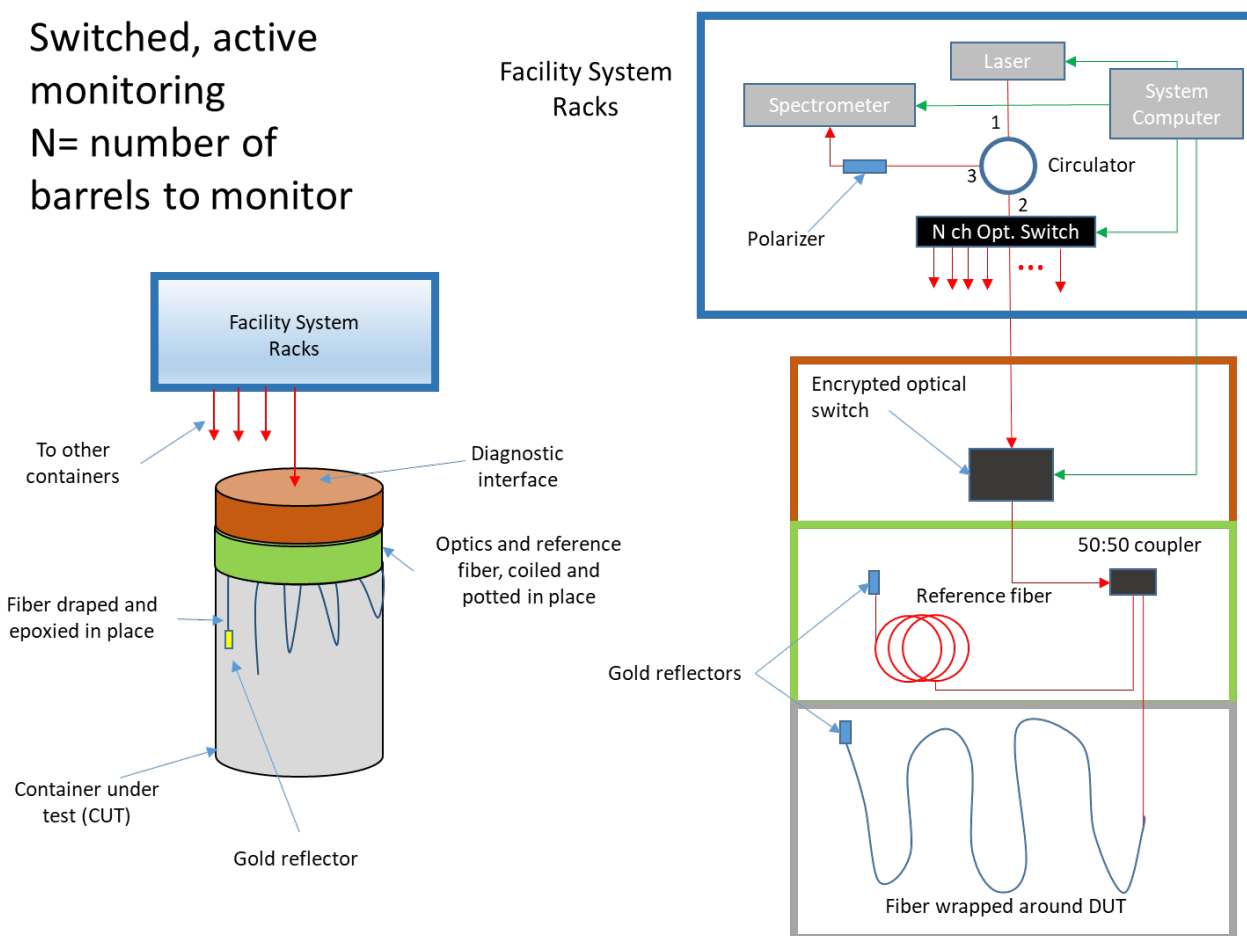 Switched, active
monitoring
N= number of
barrels to monitor
Facility System
Racks
To other
containers
Diagnostic
interface
Optics and reference
fiber, coiled and
potted in place
Fiber draped and
epoxied in place
Container under
test (CUT)
Gold reflector
Facility System
Racks
Laser
Spectrometer
System
Computer
1
Circulator
3
2
Polarizer
N ch Opt. Switch
...
Encrypted optical
switch
50:50 coupler
Reference fiber
Gold reflectors
Fiber wrapped around DUT